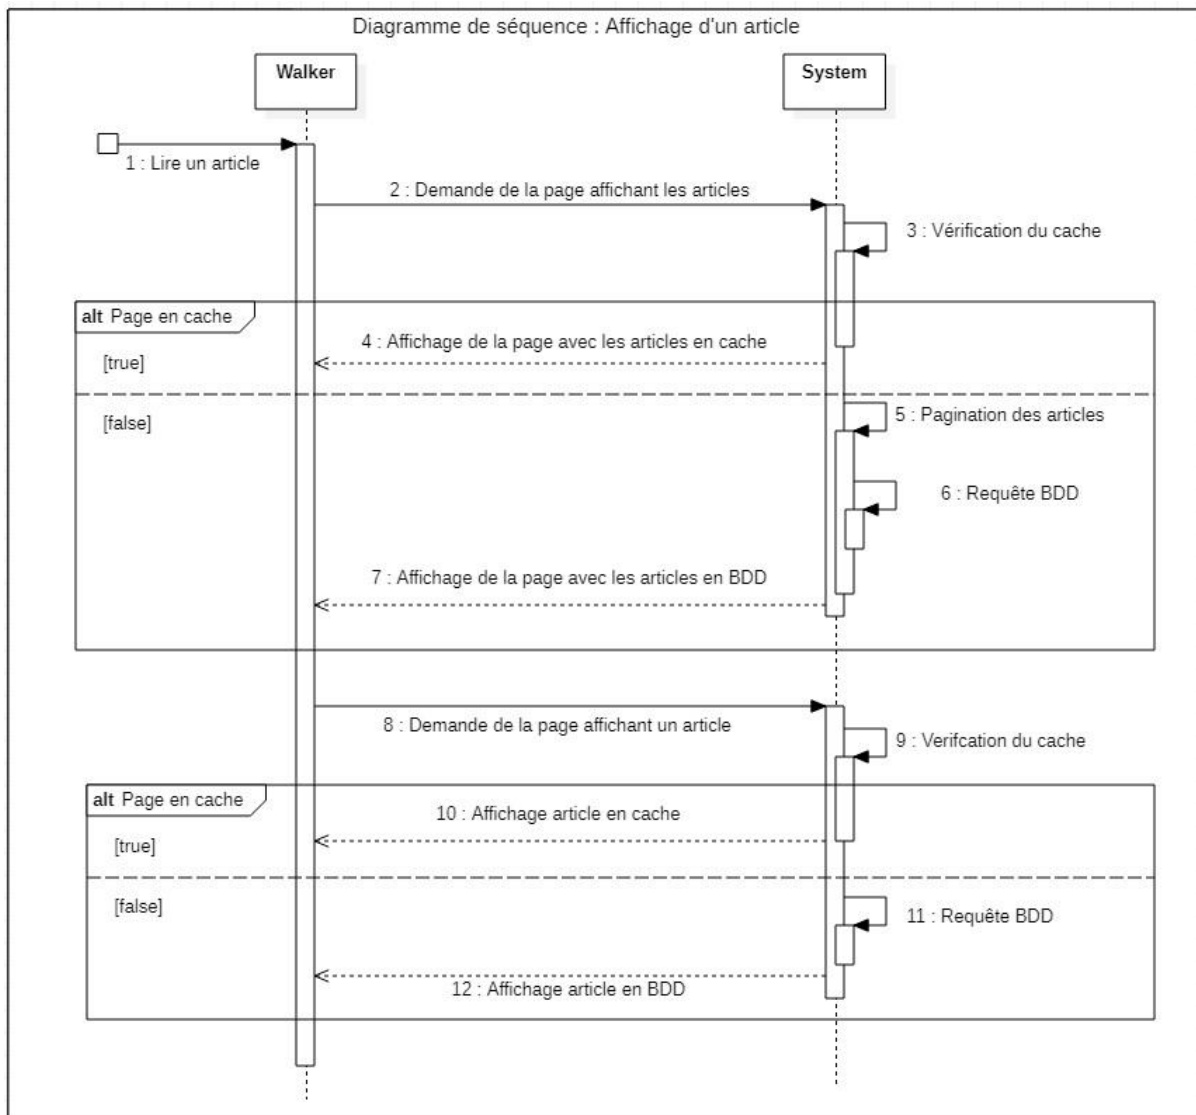 Diagramme de séquence : Affichage d'un article
Walker
System
1 : Lire un article
2 : Demande de la page affichant les articles
3 : Vérification du cache
alt Page en cache
4 : Affichage de la page avec les articles en cache
[true]
[false]
5 : Pagination des articles
6 : Requête BDD
7 : Affichage de la page avec les articles en BDD
8 : Demande de la page affichant un article
9 : Verifcation du cache
alt Page en cache
10 : Affichage article en cache
[true]
[false]
11 : Requête BDD
12 : Affichage article en BDD